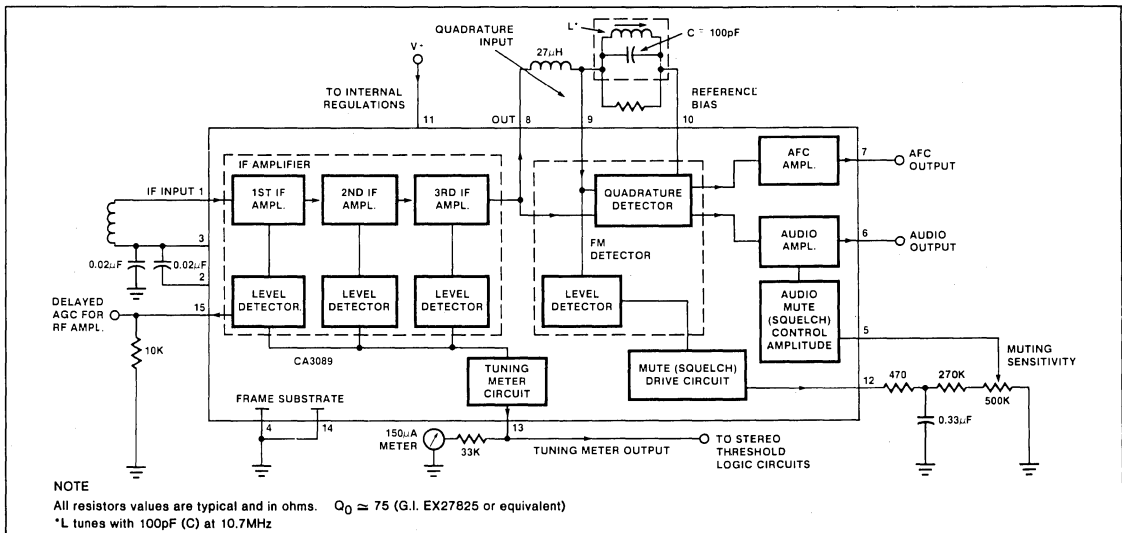 L*
C = 100pF
QUADRATURE
INPUT
27µH
V+
TO INTERNAL
REGULATIONS
REFERENCE
BIAS
11
OUT 8
9
10
IF AMPLIFIER
IF INPUT 1
1ST IF
AMPL.
2ND IF
AMPL.
3RD IF
AMPL.
QUADRATURE
DETECTOR
AFC
AMPL.
7
AFC
OUTPUT
3
0.02µF
0.02µF
2
FM
DETECTOR
AUDIO
AMPL.
6
AUDIO
OUTPUT
DELAYED
AGC FOR
RF AMPL.
15
LEVEL
DETECTOR.
LEVEL
DETECTOR
LEVEL
DETECTOR
LEVEL
DETECTOR
AUDIO
MUTE
(SQUELCH)
CONTROL
AMPLITUDE
5
MUTING
SENSITIVITY
10K
CA3089
TUNING
METER
CIRCUIT
MUTE (SQUELCH)
DRIVE CIRCUIT
12
470
270K
500K
0.33µF
FRAME SUBSTRATE
4
14
13
150µA
METER
33K
TUNING METER OUTPUT
TO STEREO
THRESHOLD
LOGIC CIRCUITS
NOTE
All resistors values are typical and in ohms. Q₀ ≃ 75 (G.I. EX27825 or equivalent)
*L tunes with 100pF (C) at 10.7MHz